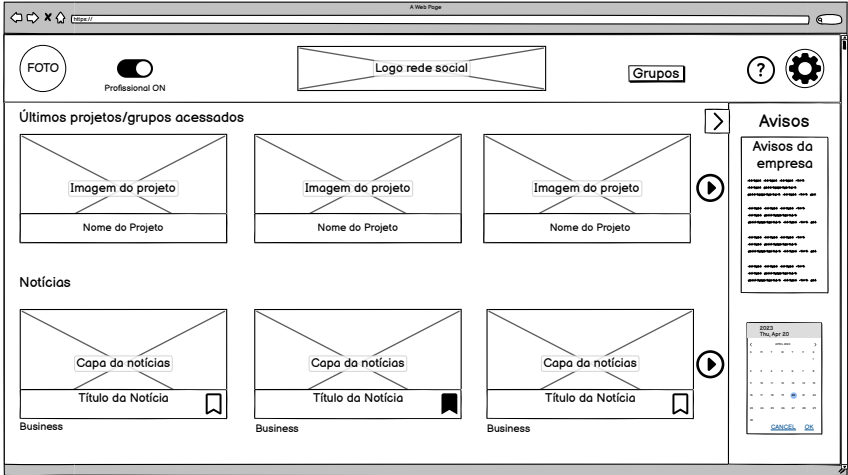 A Web Page
https://
FOTO
Profissional ON
Logo rede social
Grupos
?
Últimos projetos/grupos acessados
Imagem do projeto
Nome do Projeto
Imagem do projeto
Nome do Projeto
Imagem do projeto
Nome do Projeto
Notícias
Capa da notícias
Título da Notícia
Business
Capa da notícias
Título da Notícia
Business
Capa da notícias
Título da Notícia
Business
Avisos
Avisos da
empresa
2023
Thu, Apr 20
CANCEL OK